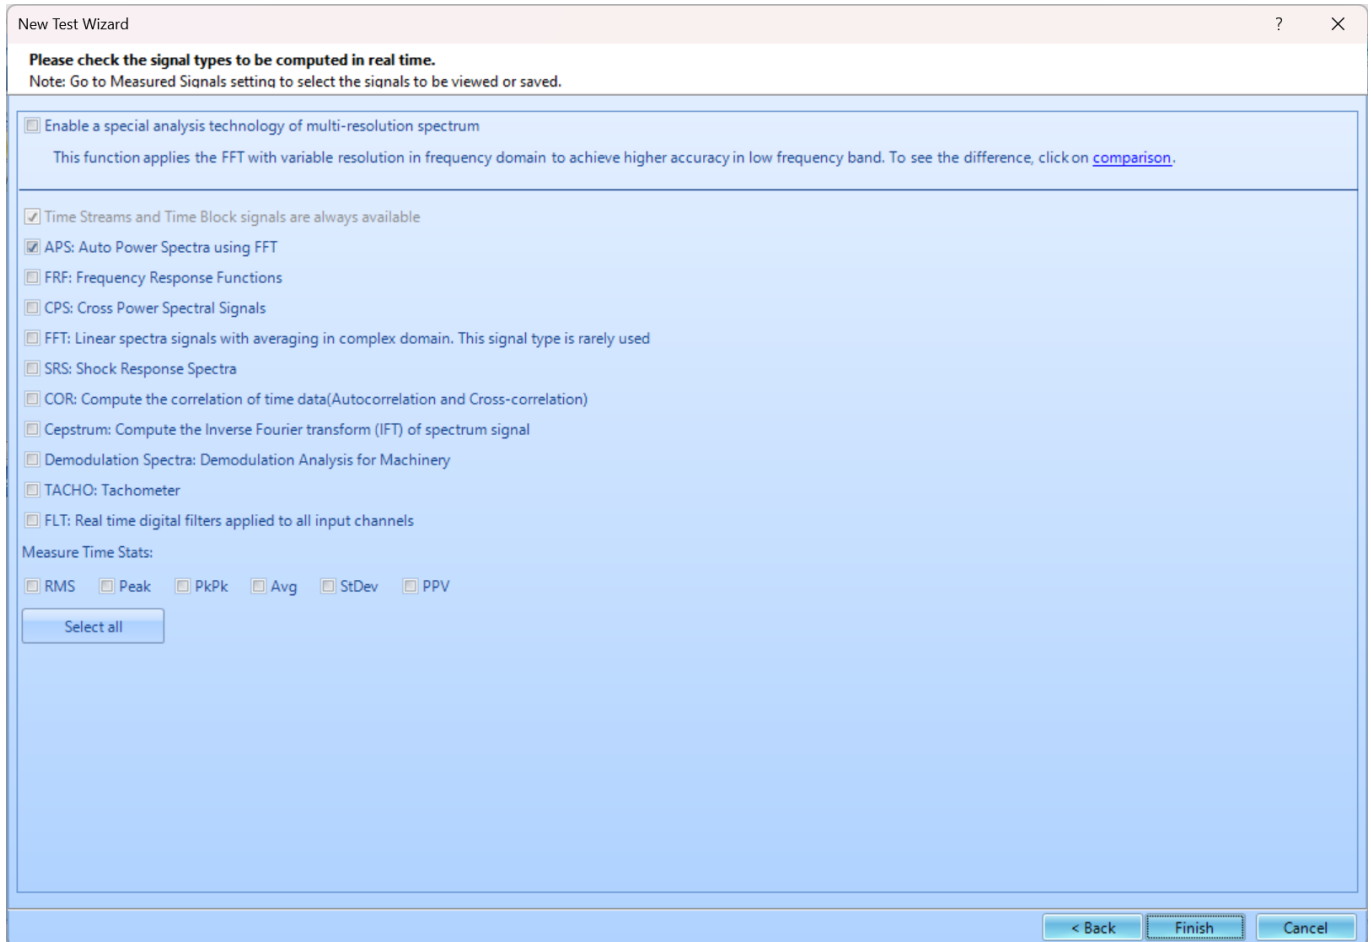 New Test Wizard
?
Please check the signal types to be computed in real time.
Note: Go to Measured Signals setting to select the signals to be viewed or saved.
Enable a special analysis technology of multi-resolution spectrum
This function applies the FFT with variable resolution in frequency domain to achieve higher accuracy in low frequency band. To see the difference, click on comparison.
Time Streams and Time Block signals are always available
APS: Auto Power Spectra using FFT
FRF: Frequency Response Functions
CPS: Cross Power Spectral Signals
FFT: Linear spectra signals with averaging in complex domain. This signal type is rarely used
SRS: Shock Response Spectra
COR: Compute the correlation of time data(Autocorrelation and Cross-correlation)
Cepstrum: Compute the Inverse Fourier transform (IFT) of spectrum signal
Demodulation Spectra: Demodulation Analysis for Machinery
TACHO: Tachometer
FLT: Real time digital filters applied to all input channels
Measure Time Stats:
RMS Peak PkPk Avg StDev PPV
Select all
< Back Finish Cancel